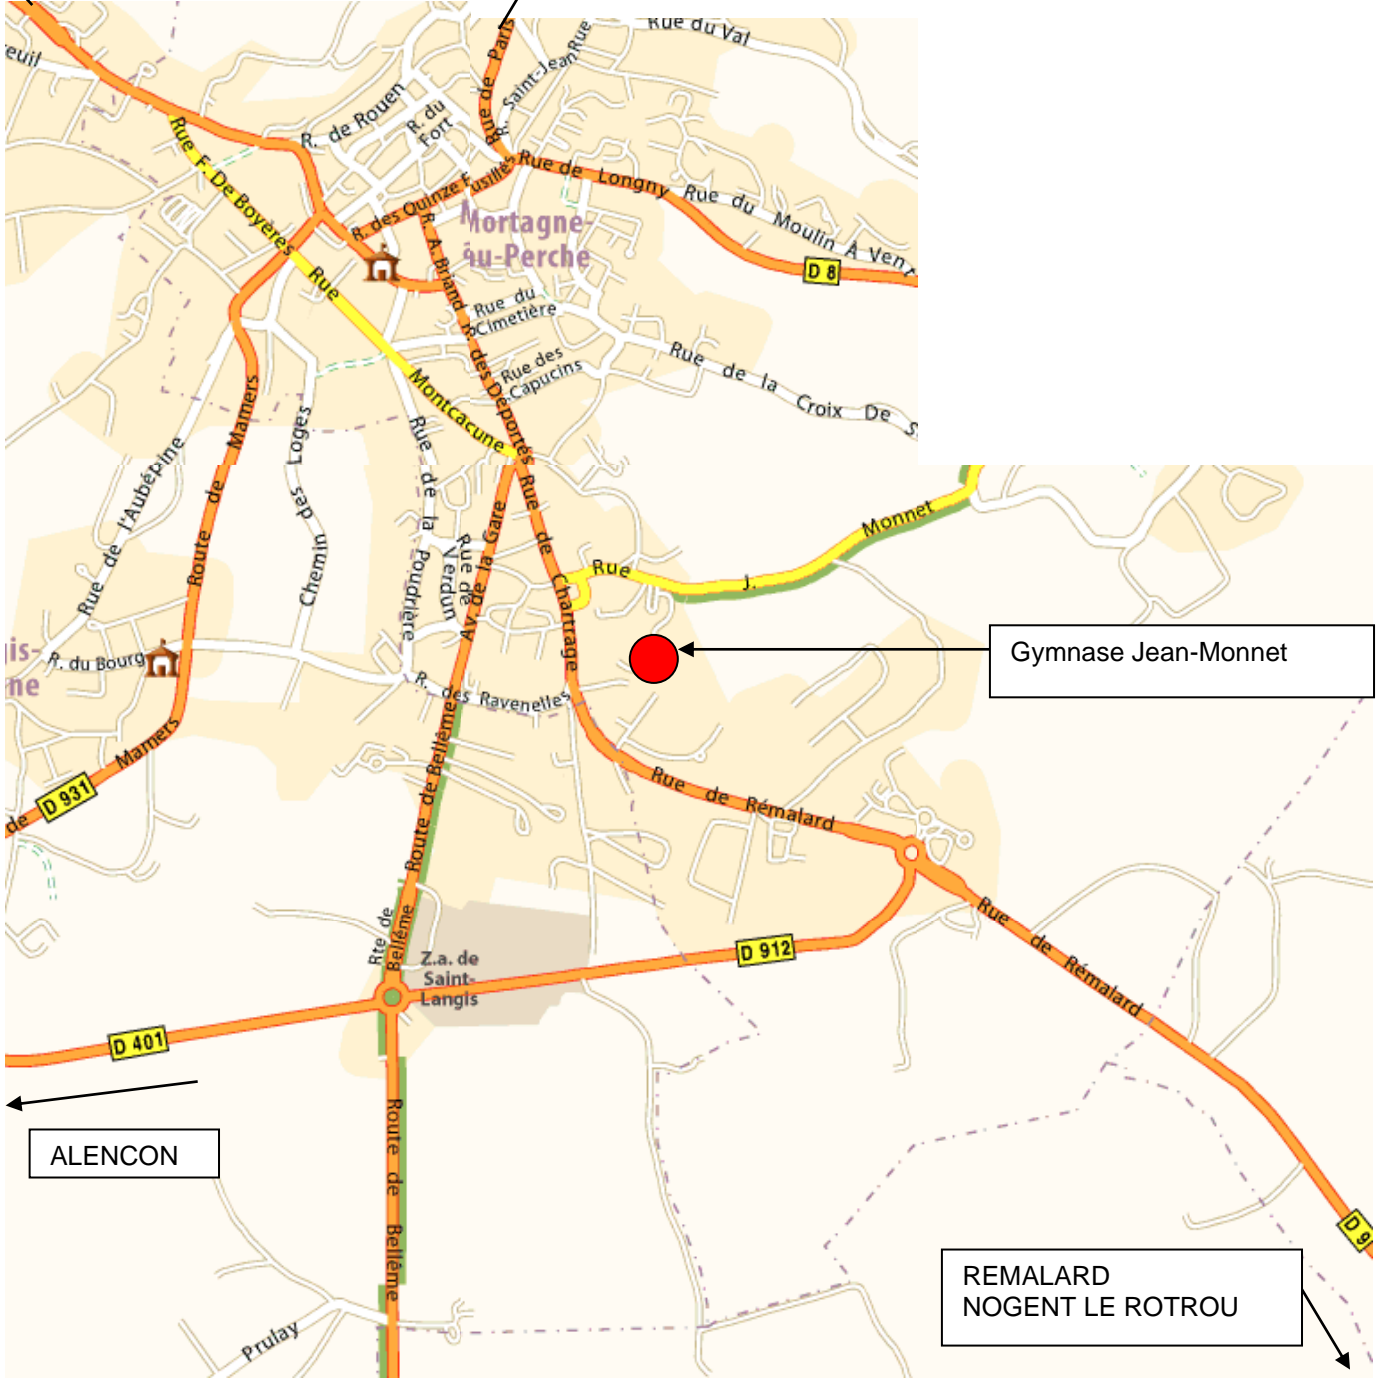 euil
Rue de Paris
R. Saint-Jean
Rue
Rue du Val
R. de Rouen
R. du
Fort
Rue F. De Boyères
R. des Quinze Fusillés
Rue de Longny
Rue du Moulin À Ven
Mortagne-
au-Perche
D 8
R. A. Briand
Rue
Montcacune
Rue du
Cimetière
R. des Déportés
Rue des
Capucins
Rue de la Croix De S.
Route de Mamers
Rue de l'Aubépine
Chemin des Loges
Rue de la Poudrière
Rue de
Verdun
Av. de la Gare
Rue de Chartrage
Rue J. Monnet
Gymnase Jean-Monnet
is-
ne
R. du Bourg
R. des Ravenelles
Mamers
D 931
de
Route de Bellême
Rue de Rémalard
Rte de
Bellême
Z.a. de
Saint-
Langis
D 912
Rue de Rémalard
D 401
ALENCON
Route de Bellême
D 9
REMALARD
NOGENT LE ROTROU
Prulay